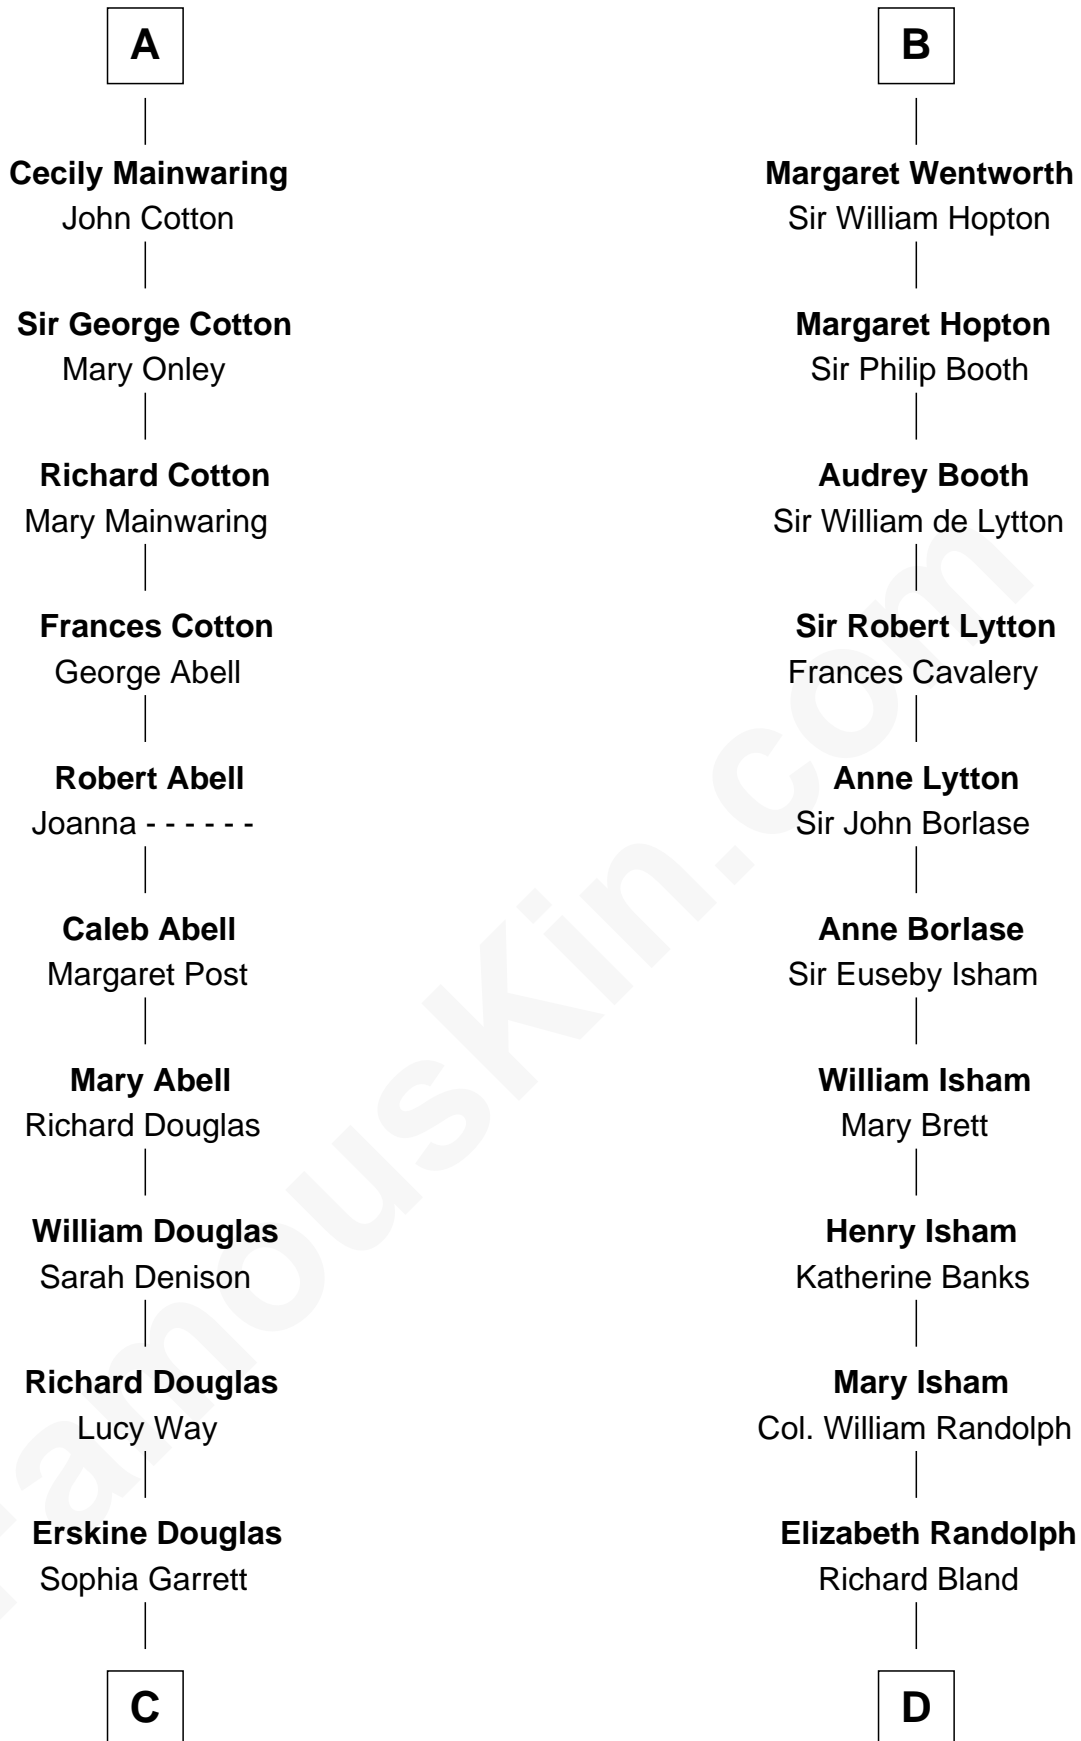 A
Cecily Mainwaring
John Cotton
Sir George Cotton
Mary Onley
Richard Cotton
Mary Mainwaring
Frances Cotton
George Abell
Robert Abell
Joanna - - - - - -
Caleb Abell
Margaret Post
Mary Abell
Richard Douglas
William Douglas
Sarah Denison
Richard Douglas
Lucy Way
Erskine Douglas
Sophia Garrett
C
B
Margaret Wentworth
Sir William Hopton
Margaret Hopton
Sir Philip Booth
Audrey Booth
Sir William de Lytton
Sir Robert Lytton
Frances Cavalery
Anne Lytton
Sir John Borlase
Anne Borlase
Sir Euseby Isham
William Isham
Mary Brett
Henry Isham
Katherine Banks
Mary Isham
Col. William Randolph
Elizabeth Randolph
Richard Bland
D
FamousKin.com